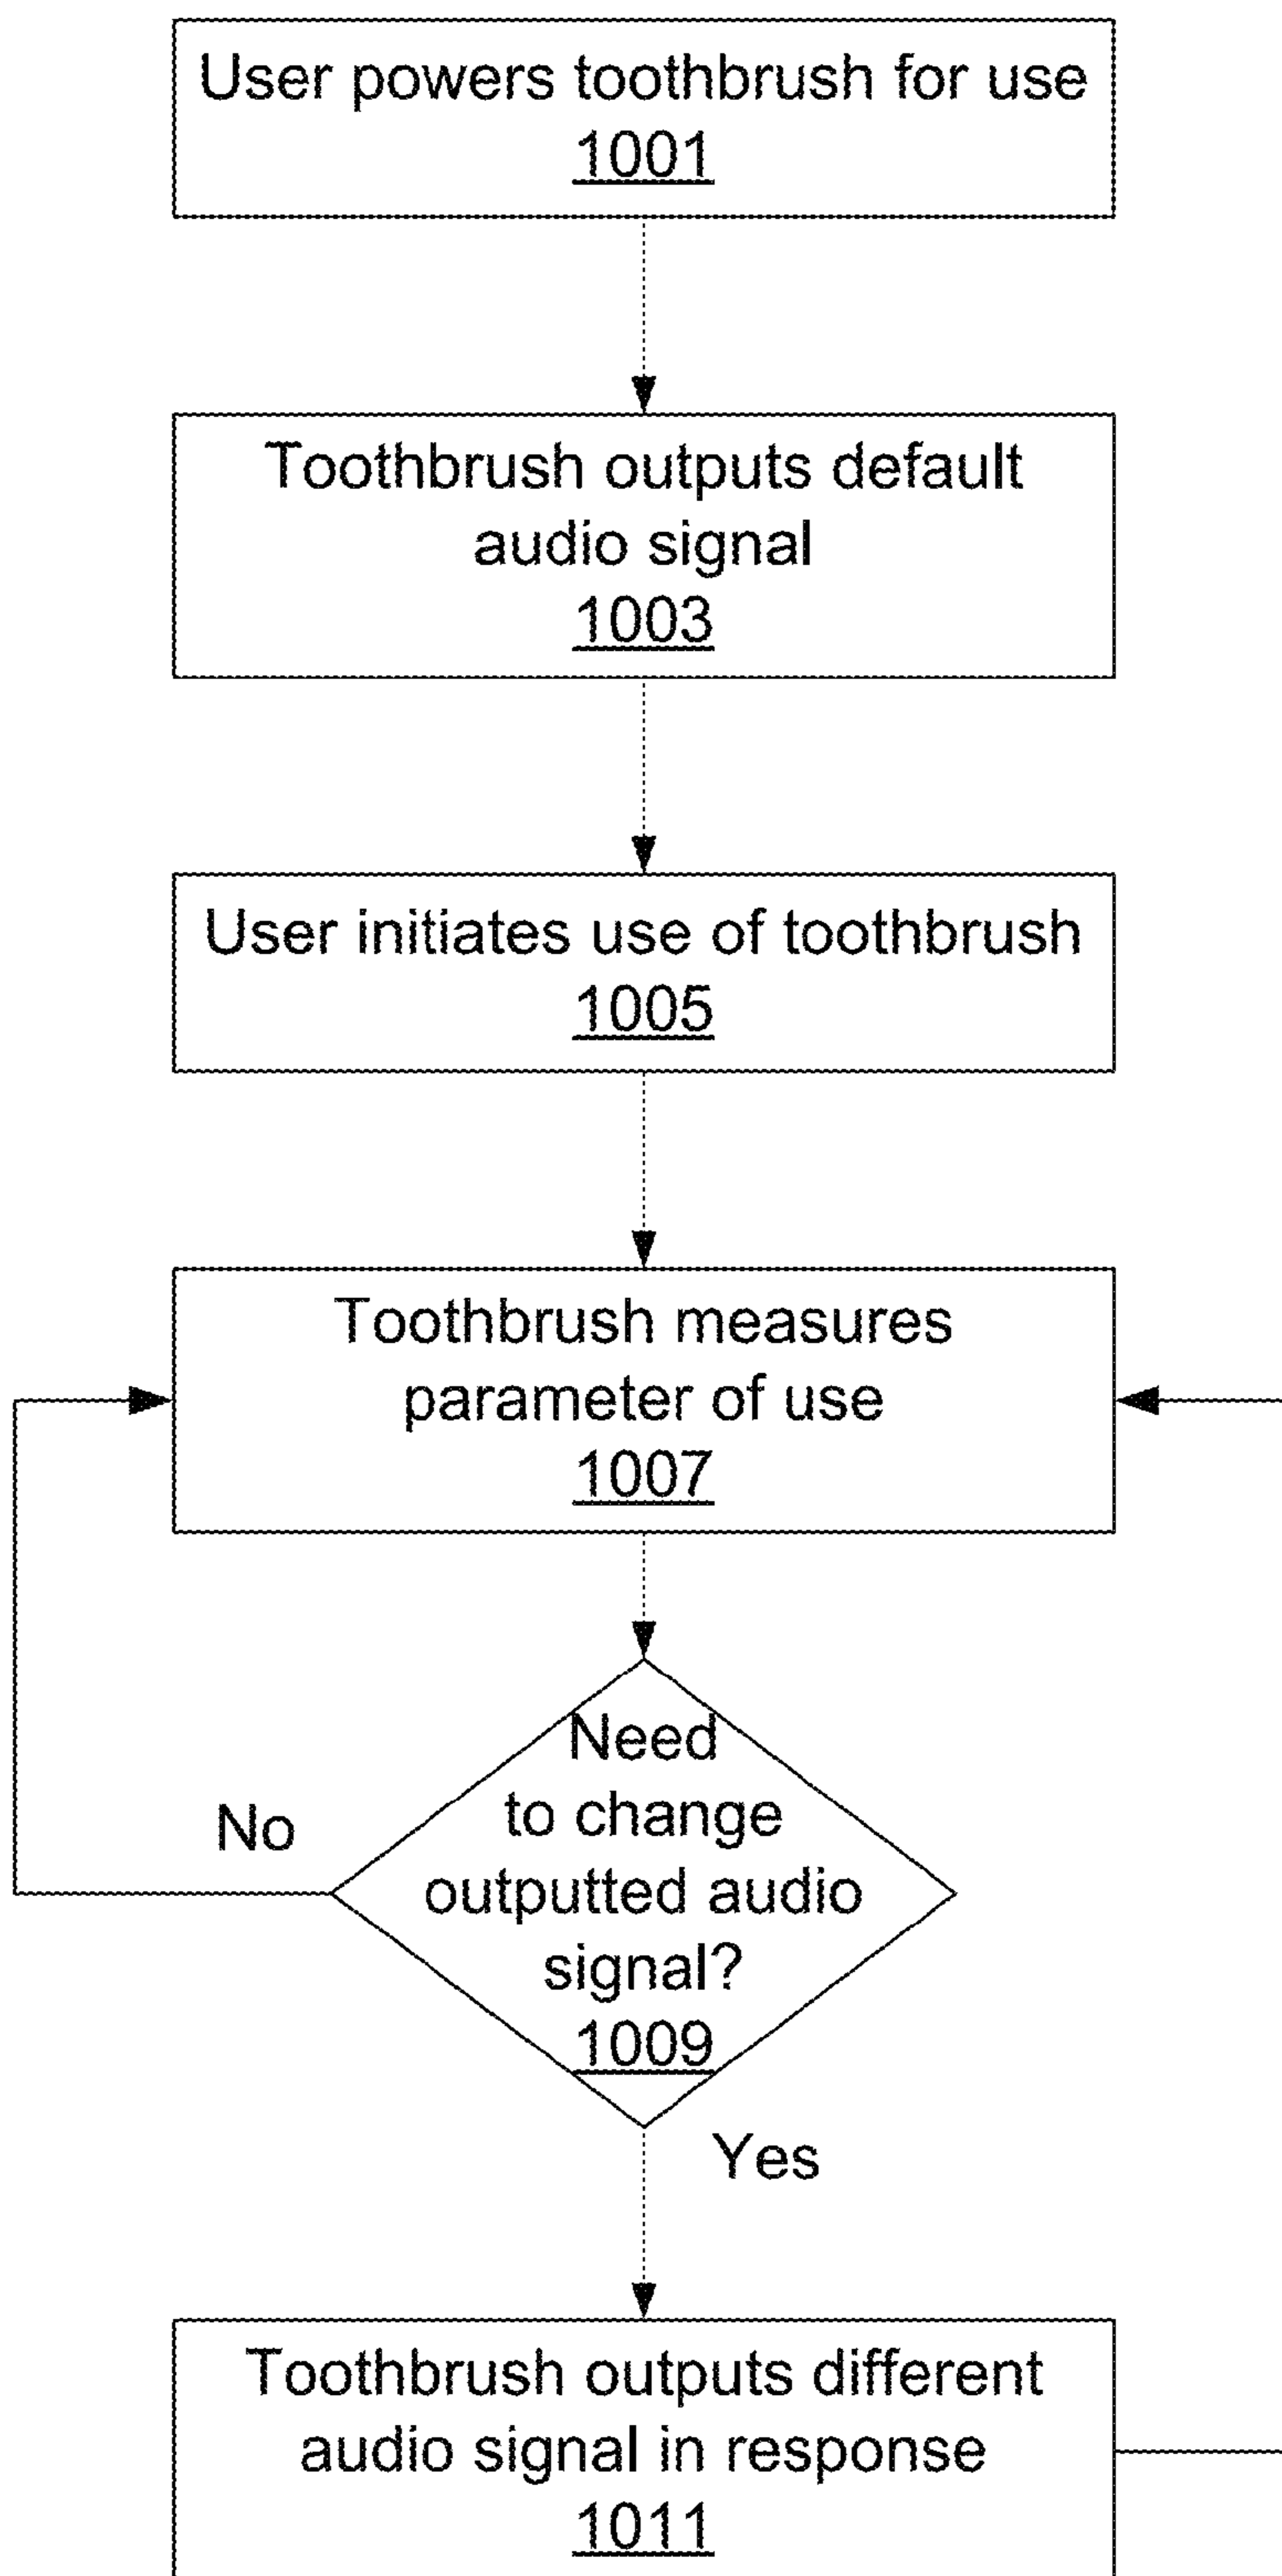 User powers toothbrush for use
1001
Toothbrush outputs default
audio signal
1003
User initiates use of toothbrush
1005
Toothbrush measures
parameter of use
1007
Need
to change
outputted audio
signal?
1009
No
Yes
Toothbrush outputs different
audio signal in response
1011